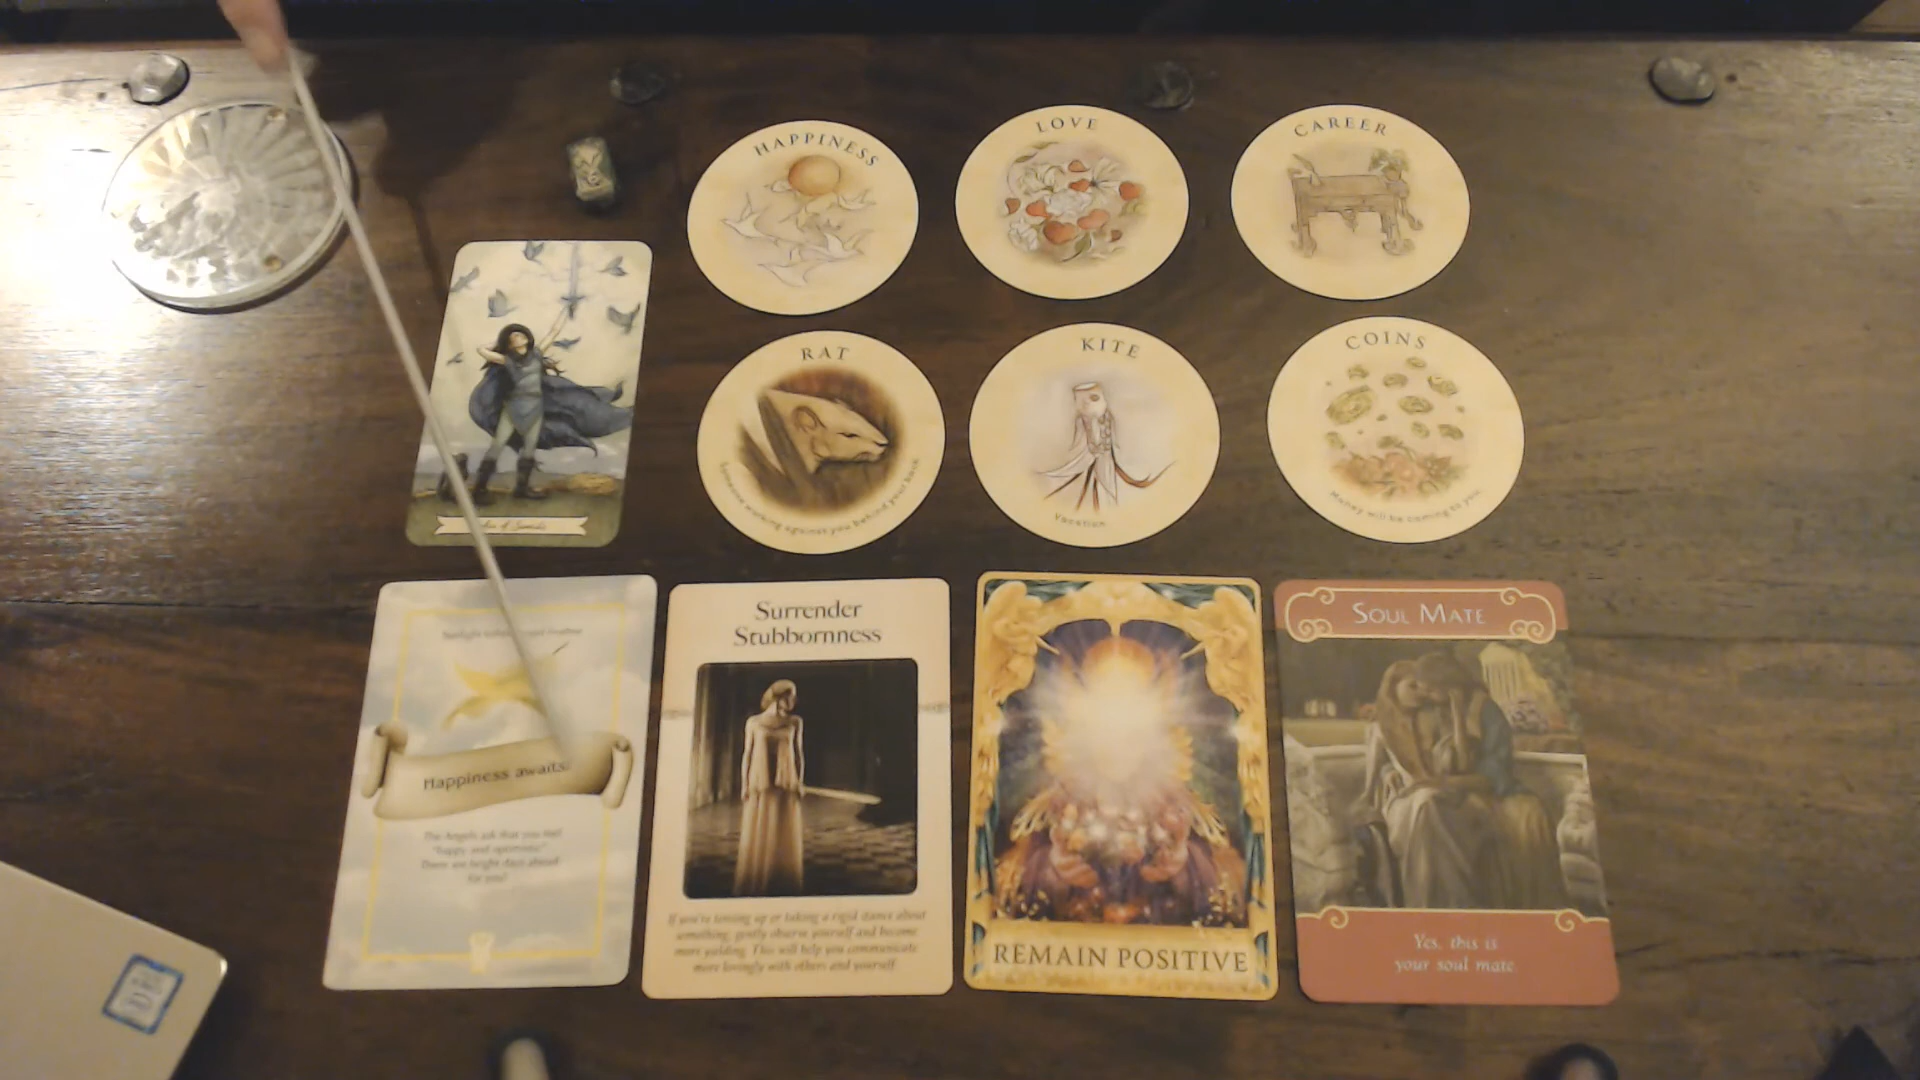 HAPPINESS
LOVE
CAREER
RAT
Someone working against you behind your back
KITE
Vacation
COINS
Money will be coming to you.
of Swords
Happiness awaits.
The Angels ask that you feel
"happy and optimistic"
There are bright days ahead
for you!
Surrender
Stubbornness
If you're tensing up or taking a rigid stance about
something, gently observe yourself and become
more yielding. This will help you communicate
more lovingly with others and yourself.
REMAIN POSITIVE
SOUL MATE
Yes, this is
your soul mate.